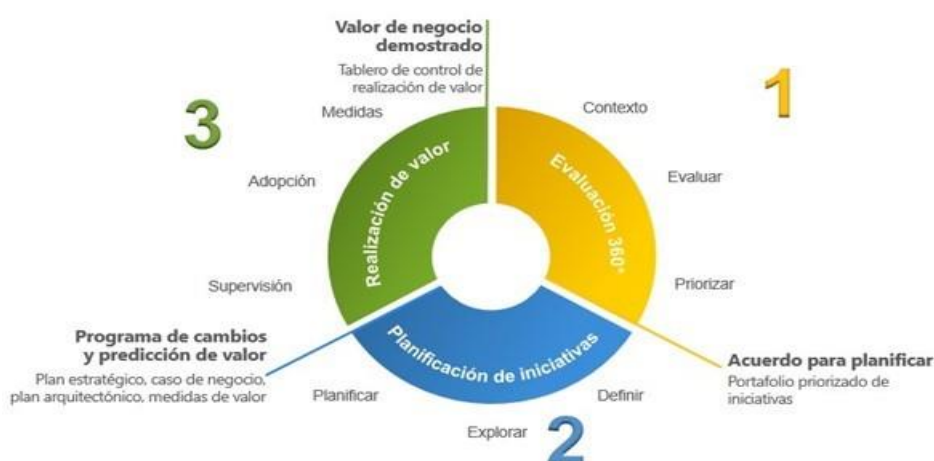 Valor de negocio
demostrado
Tablero de control de
realización de valor
Medidas
3
Adopción
Supervisión
Realización de valor
1
Contexto
Evaluar
Priorizar
Evaluación 360°
Acuerdo para planificar
Portafolio priorizado de
iniciativas
Planificación de iniciativas
Definir
Explorar
2
Planificar
Programa de cambios
y predicción de valor
Plan estratégico, caso de negocio,
plan arquitectónico, medidas de valor